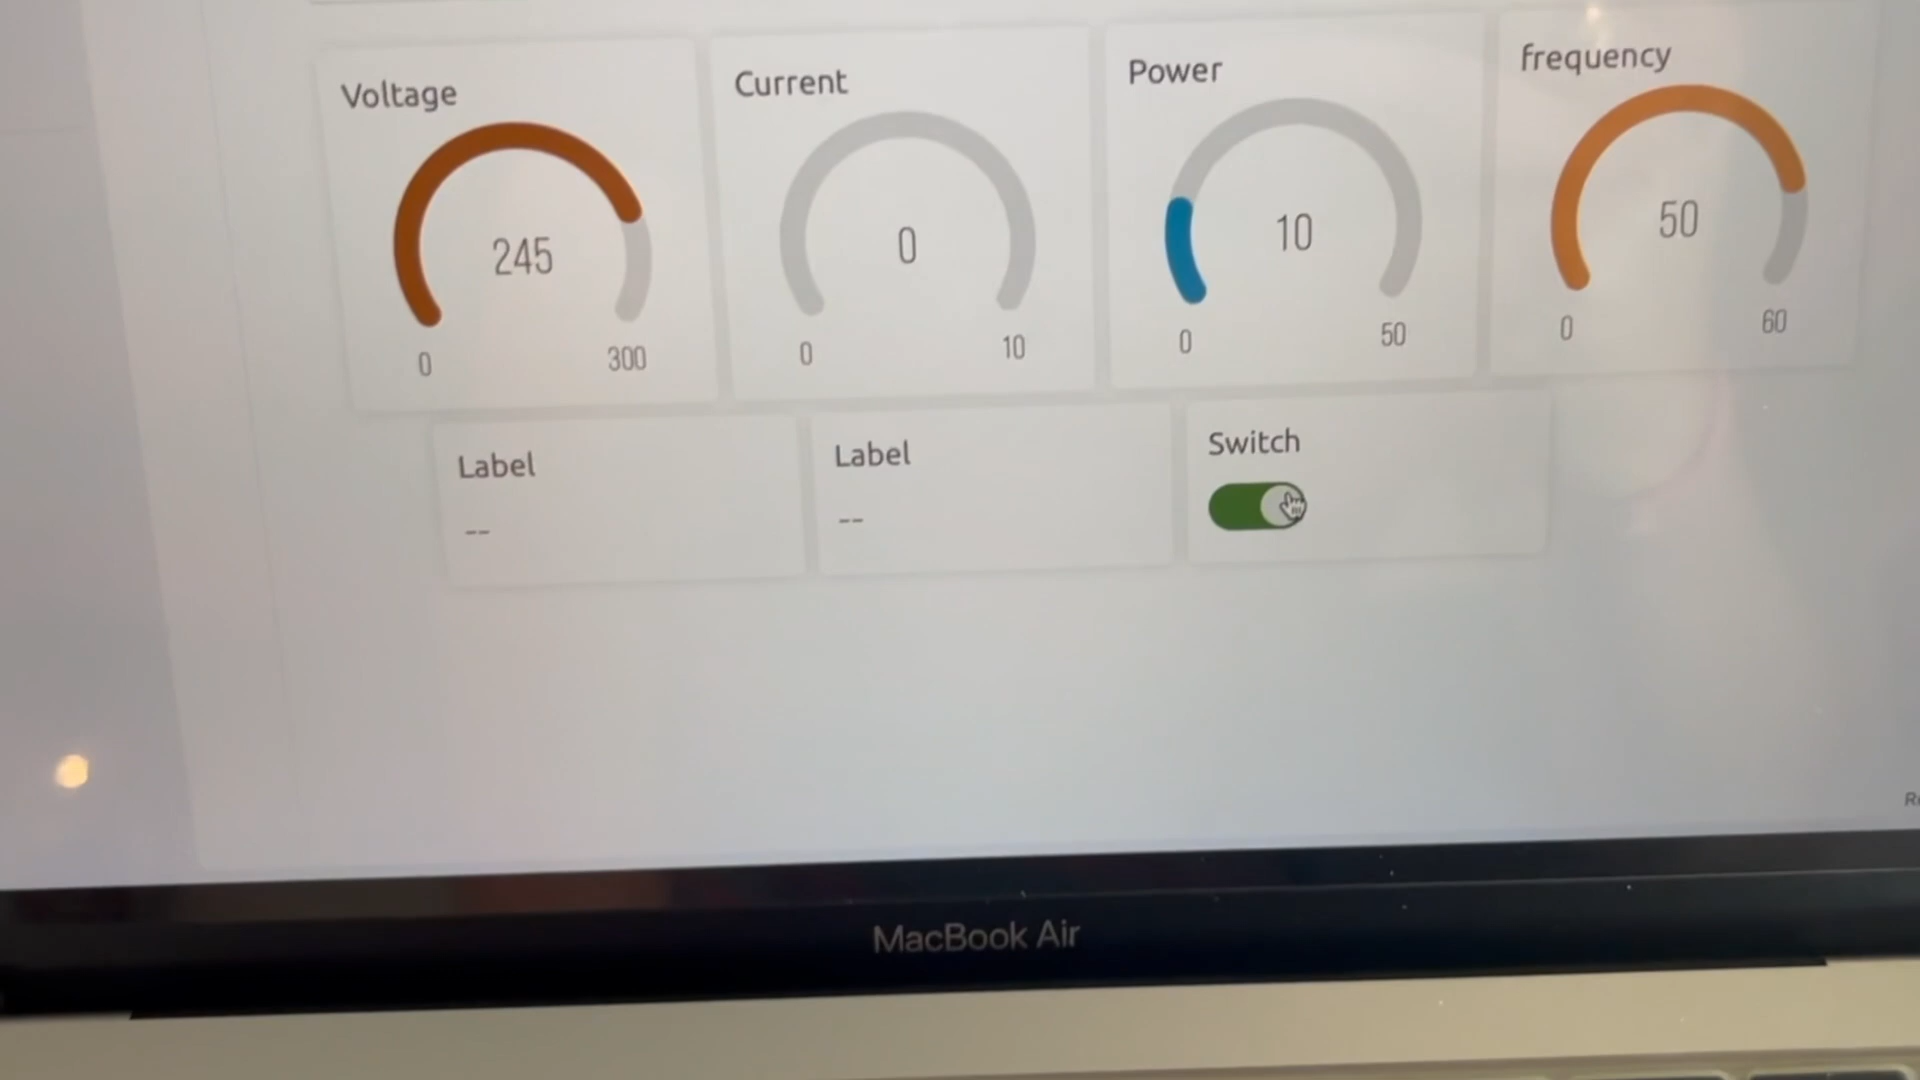 Voltage
245
0 300
Current
0
0 10
Power
10
0 50
frequency
50
0 60
Label
--
Label
--
Switch
MacBook Air